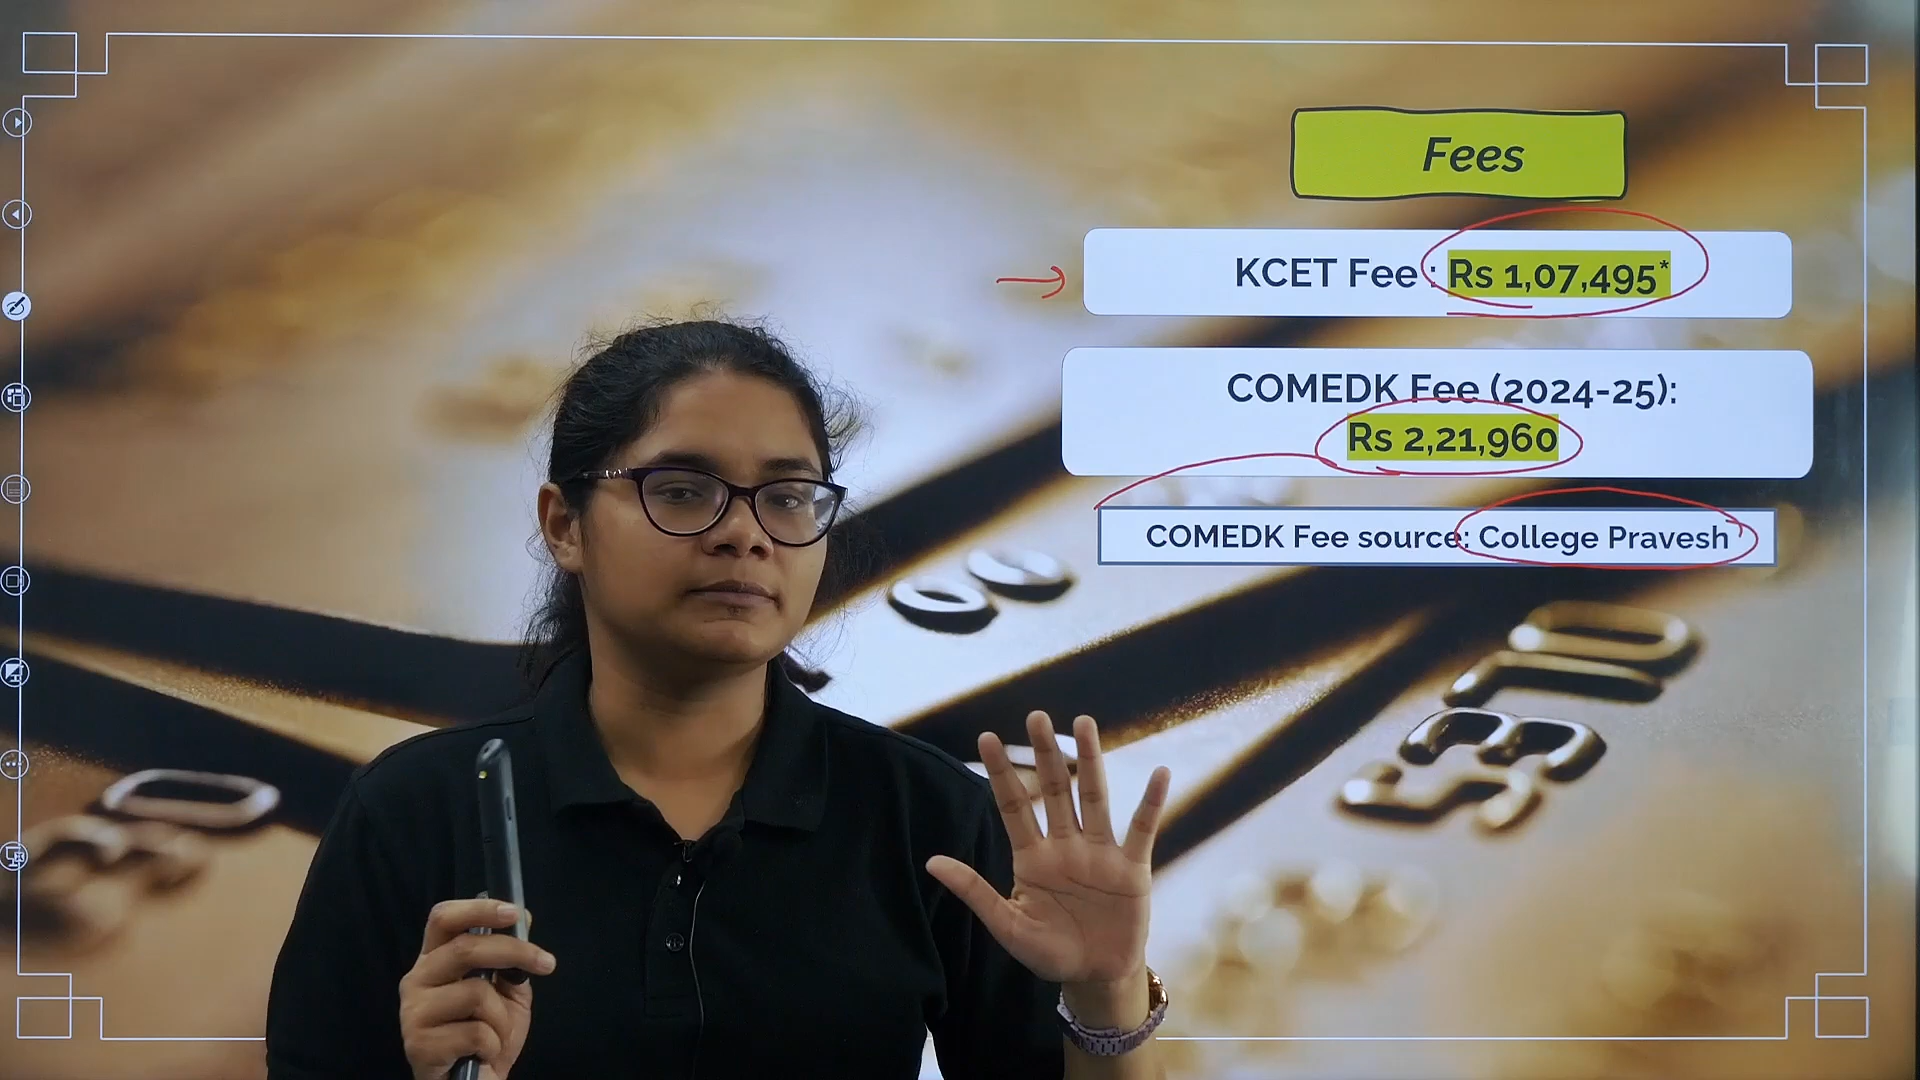 Fees
KCET Fee : Rs 1,07,495*
COMEDK Fee (2024-25):
Rs 2,21,960
COMEDK Fee source: College Pravesh